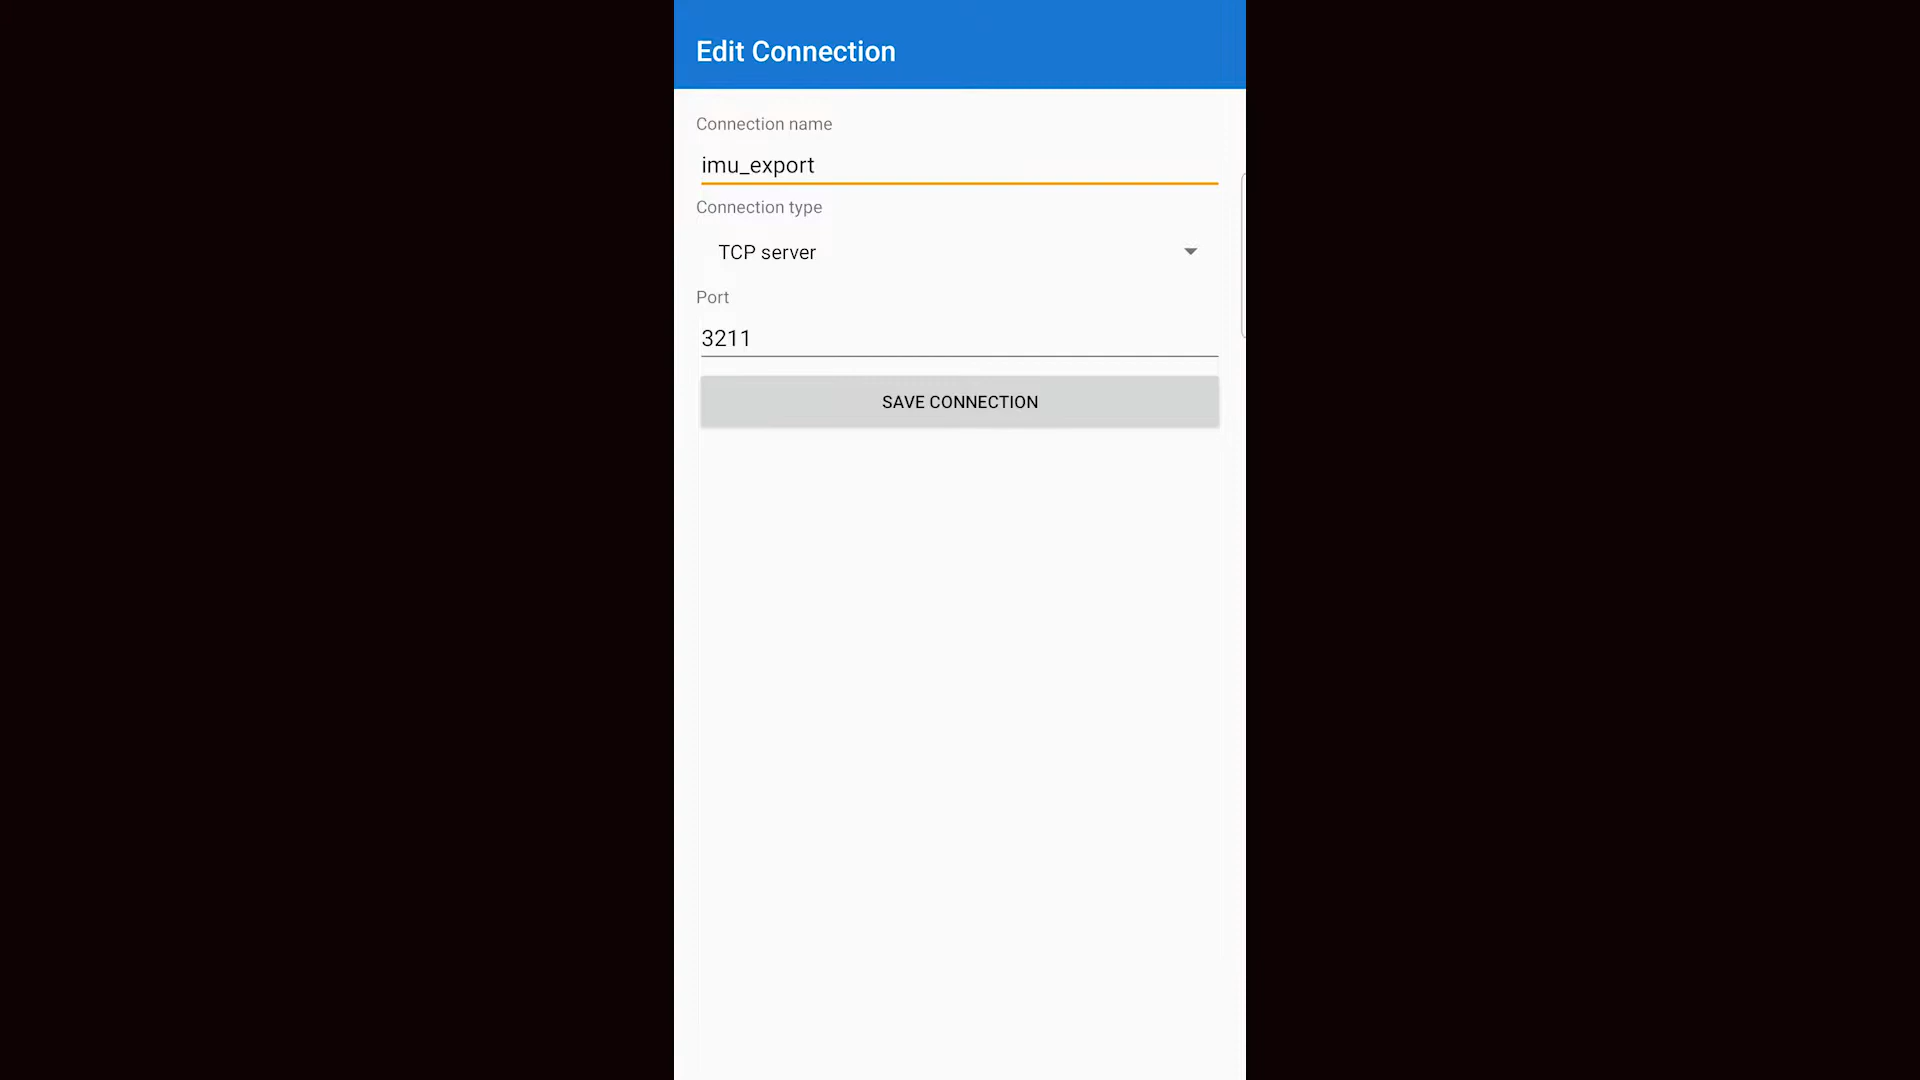 Edit Connection
Connection name
imu_export
Connection type
TCP server
Port
3211
SAVE CONNECTION